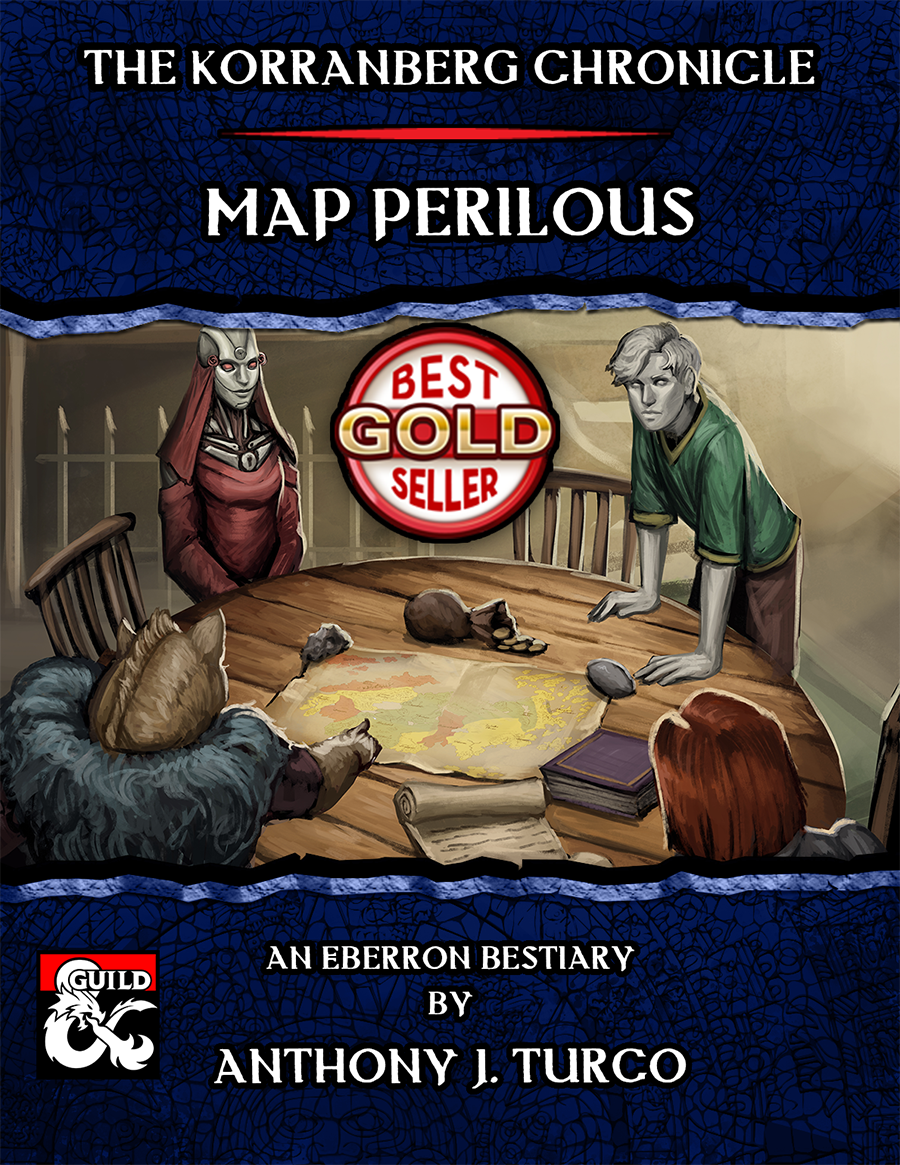 THE KORRANBERG CHRONICLE
MAP PERILOUS
BEST
GOLD
SELLER
AN EBERRON BESTIARY
BY
ANTHONY J. TURCO
GUILD